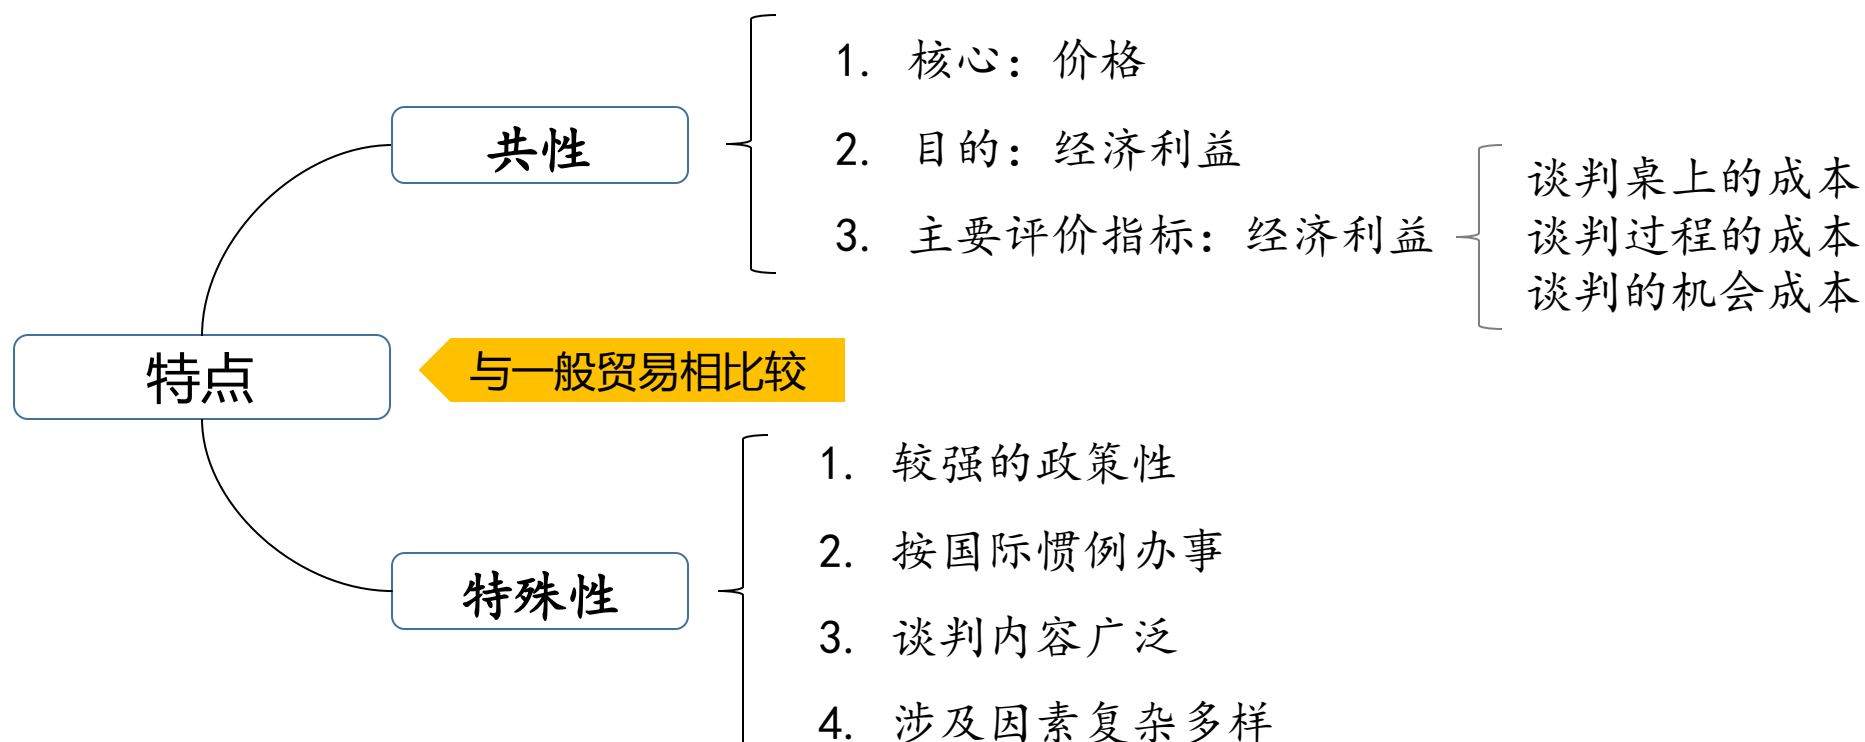 共性
1. 核心：价格
2. 目的：经济利益
3. 主要评价指标：经济利益
谈判桌上的成本
谈判过程的成本
谈判的机会成本
特点
与一般贸易相比较
特殊性
1. 较强的政策性
2. 按国际惯例办事
3. 谈判内容广泛
4. 涉及因素复杂多样